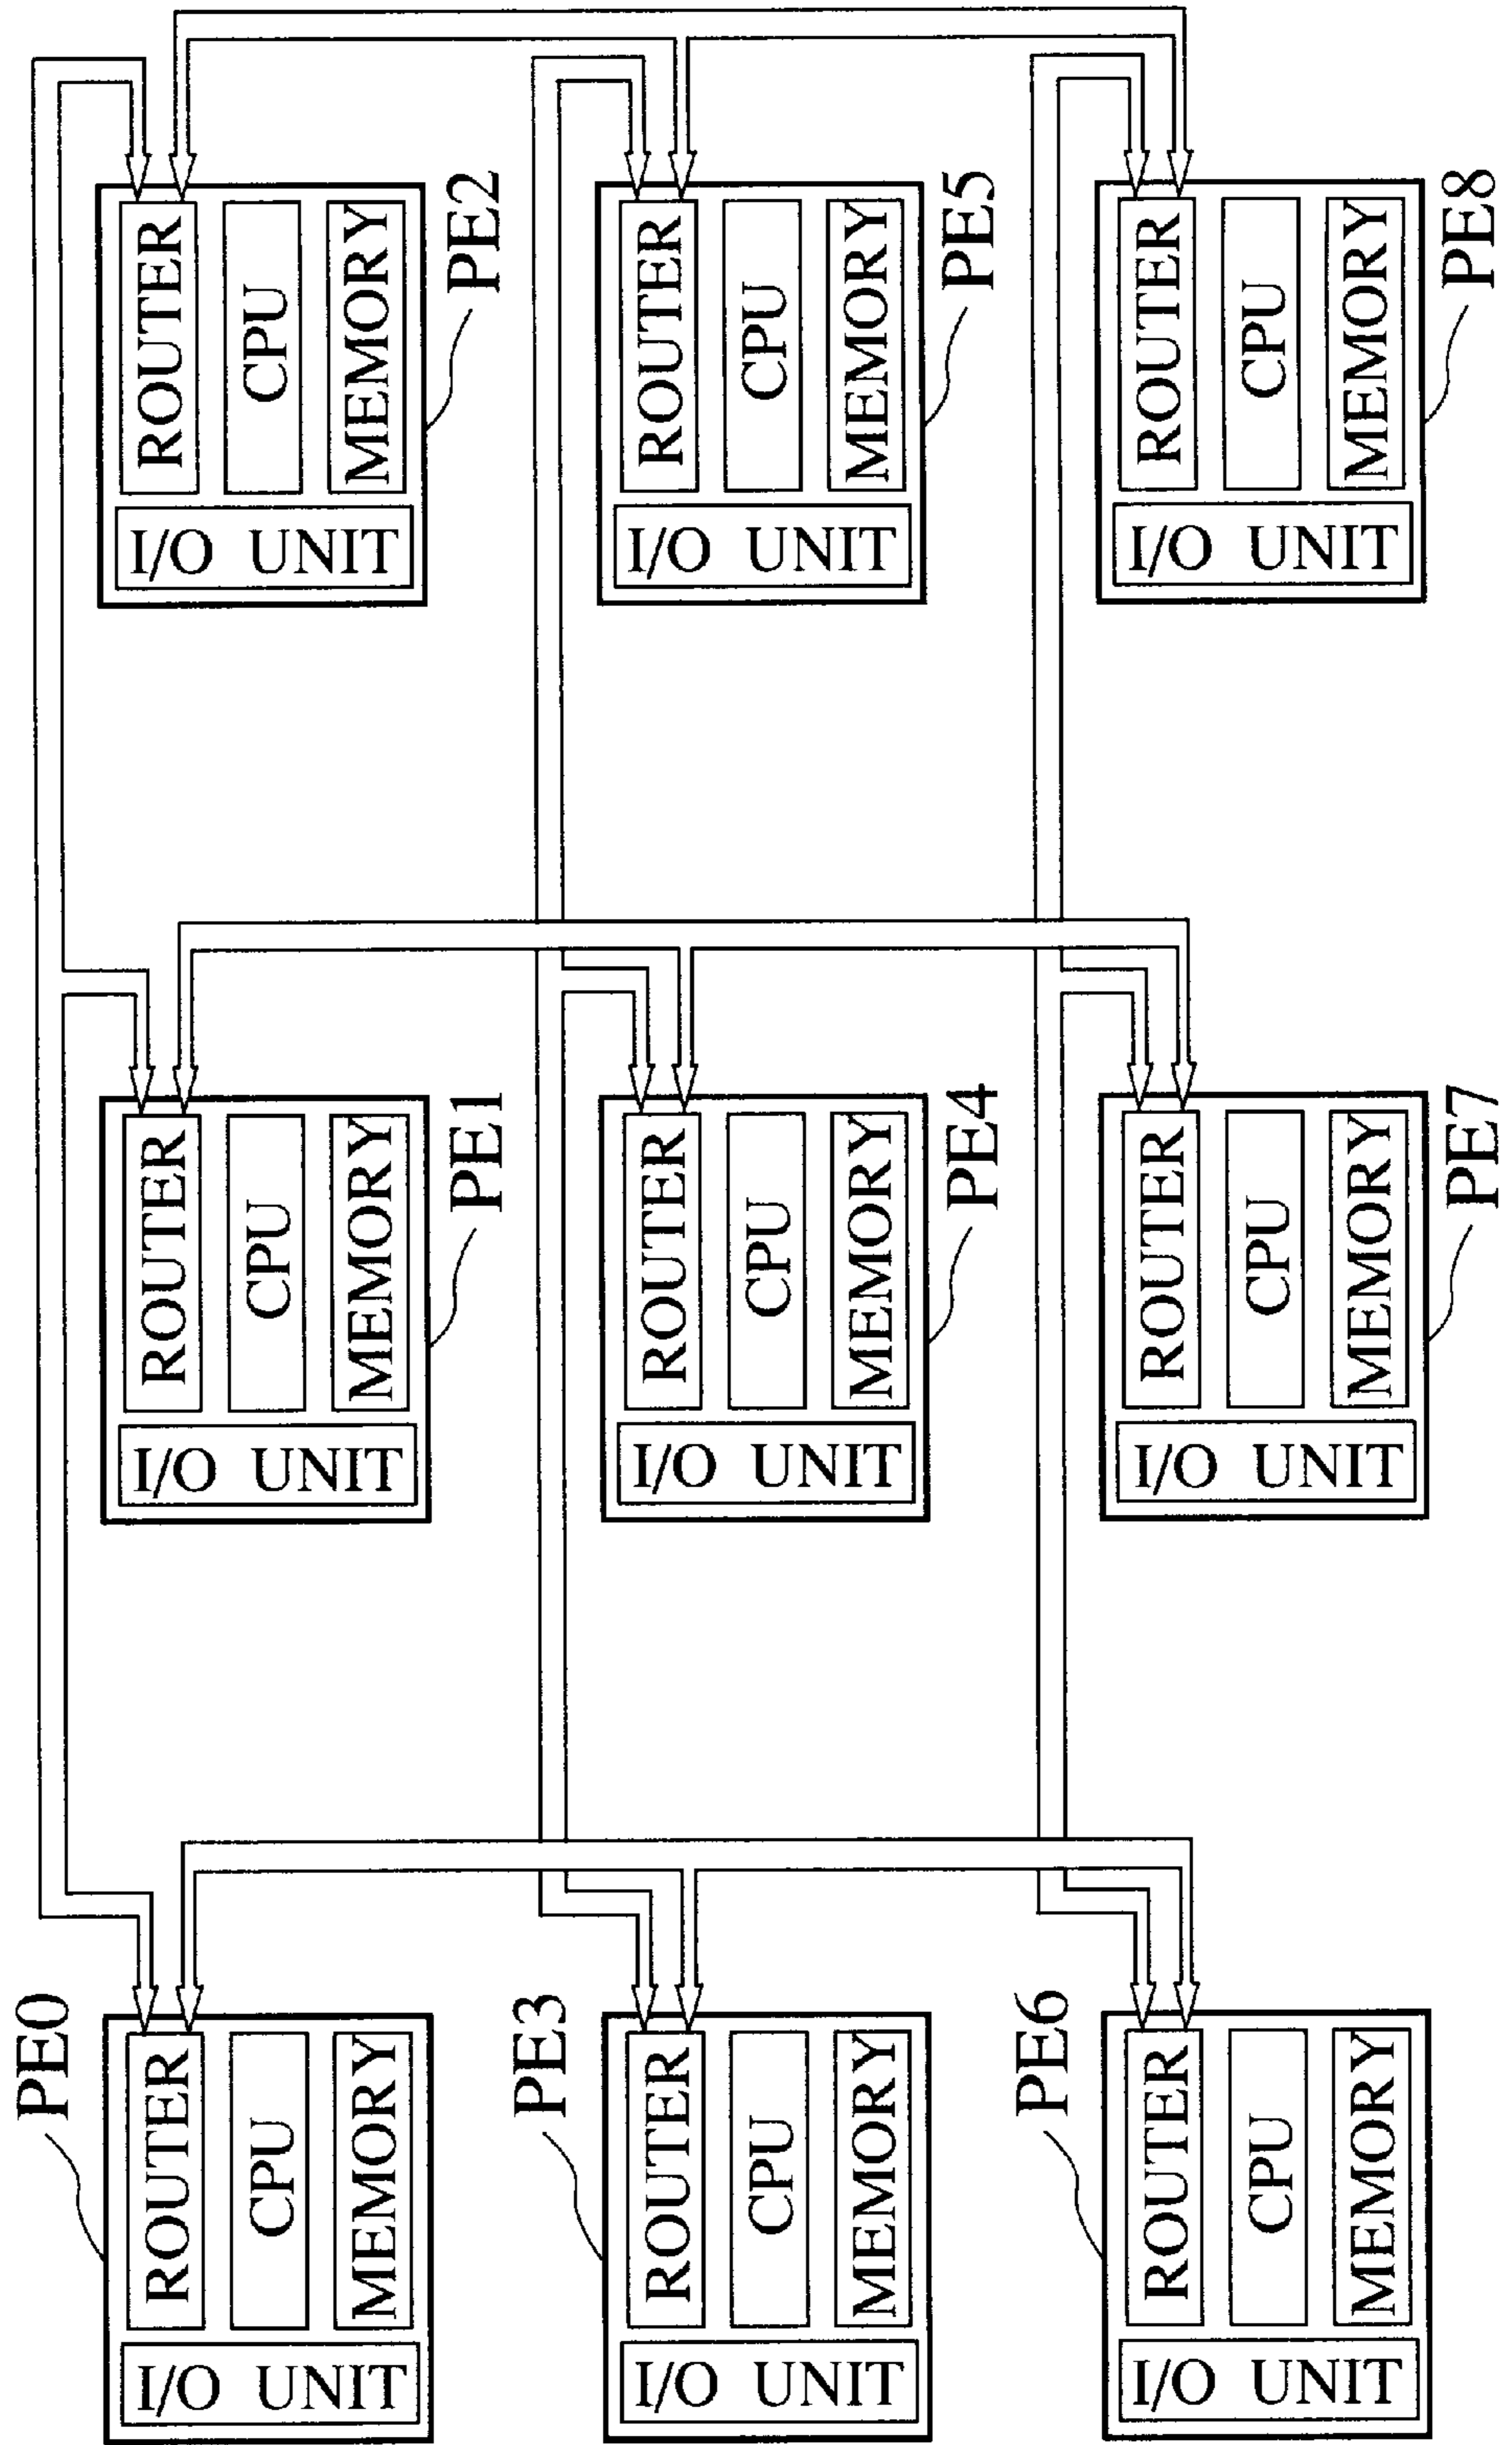 PE0
ROUTER
CPU
MEMORY
I/O UNIT
PE1
ROUTER
CPU
MEMORY
I/O UNIT
PE2
ROUTER
CPU
MEMORY
I/O UNIT
PE3
ROUTER
CPU
MEMORY
I/O UNIT
PE4
ROUTER
CPU
MEMORY
I/O UNIT
PE5
ROUTER
CPU
MEMORY
I/O UNIT
PE6
ROUTER
CPU
MEMORY
I/O UNIT
PE7
ROUTER
CPU
MEMORY
I/O UNIT
PE8
ROUTER
CPU
MEMORY
I/O UNIT